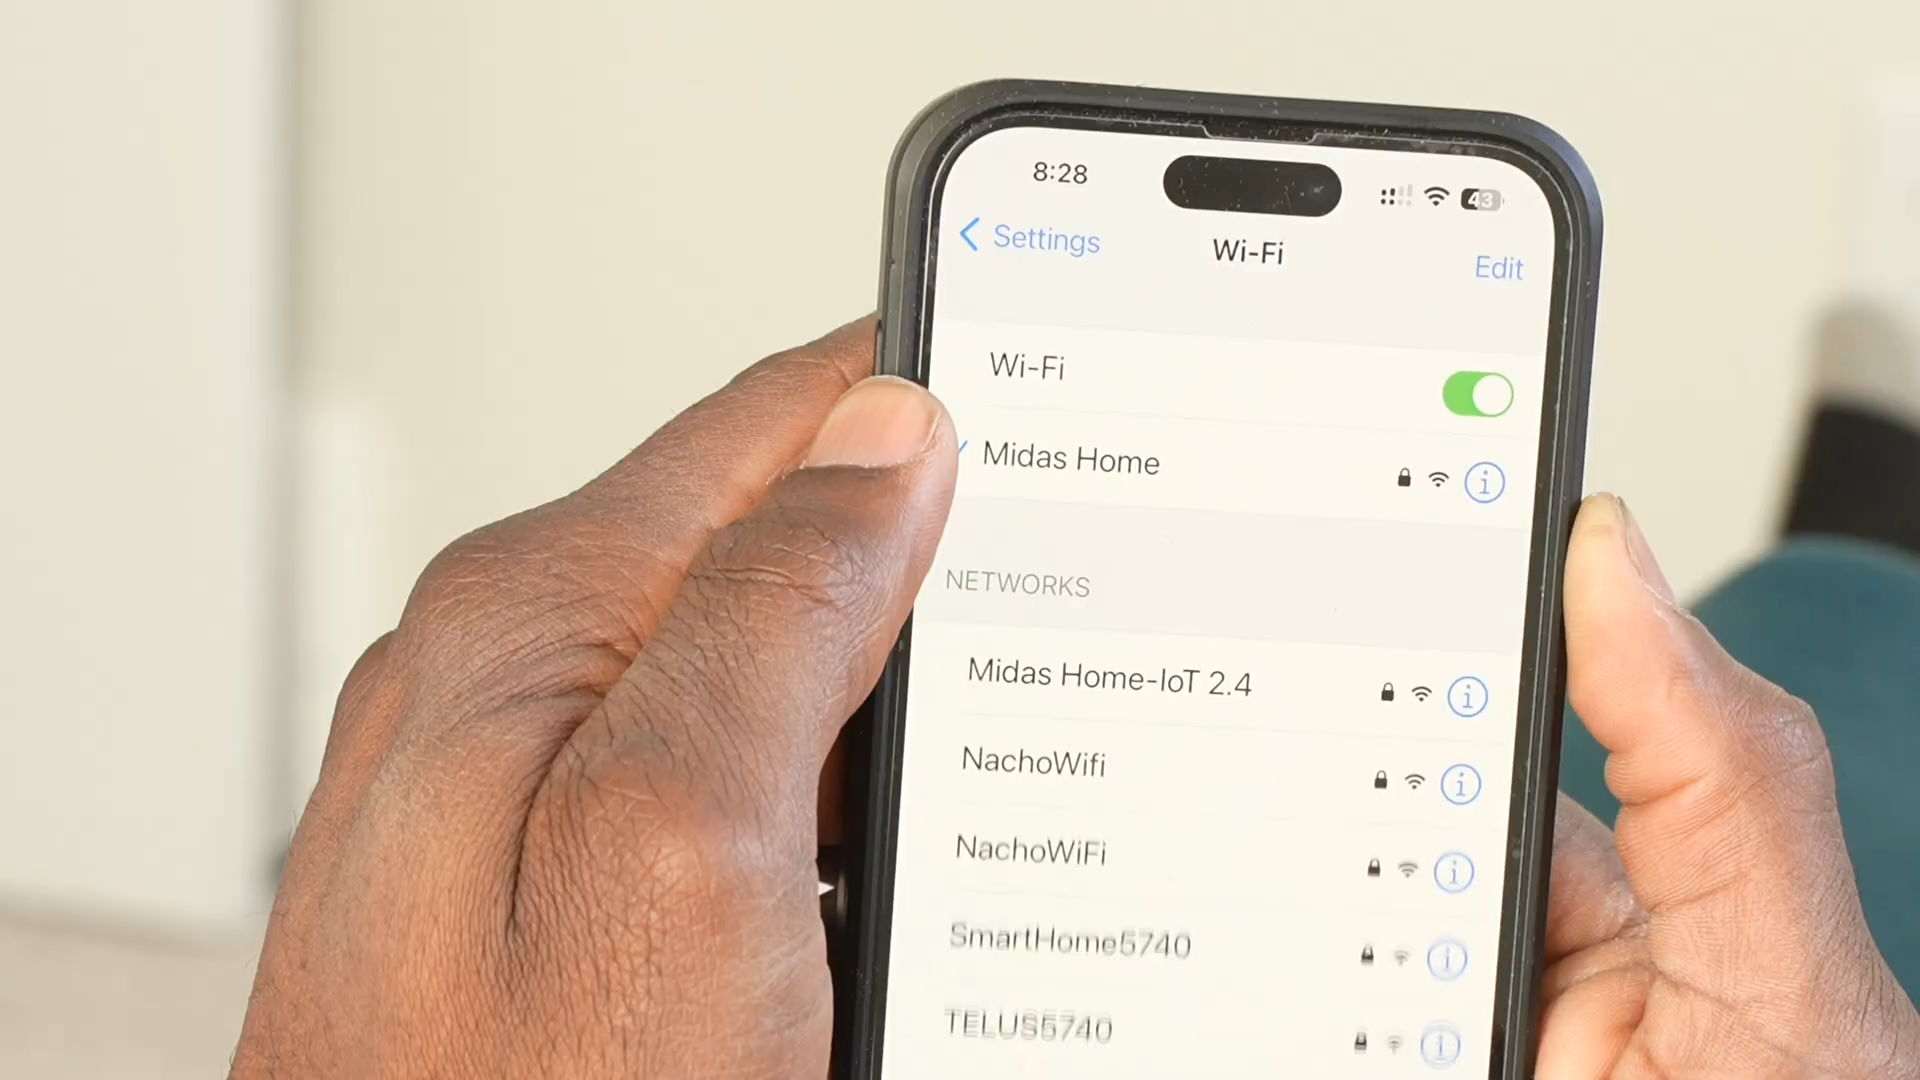 8:28
43
Settings
Wi-Fi
Edit
Wi-Fi
Midas Home
NETWORKS
Midas Home-IoT 2.4
NachoWifi
NachoWiFi
SmartHome5740
TELUS5740